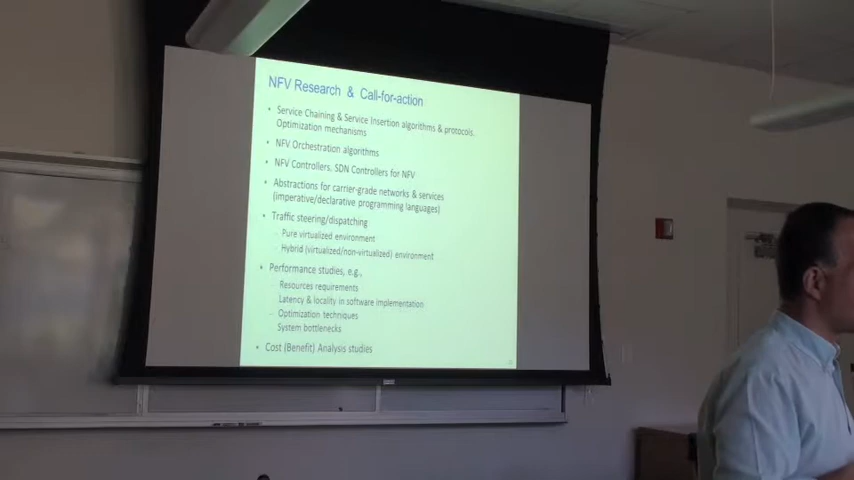 NFV Research & Call-for-action
• Service Chaining & Service Insertion algorithms & protocols.
Optimization mechanisms
• NFV Orchestration algorithms
• NFV Controllers. SDN Controllers for NFV
• Abstractions for carrier-grade networks & services
(imperative/declarative programming languages)
• Traffic steering/dispatching
- Pure virtualized environment
- Hybrid (virtualized/non-virtualized) environment
• Performance studies, e.g.,
- Resources requirements
- Latency & locality in software implementation
- Optimization techniques
- System bottlenecks
• Cost (Benefit) Analysis studies